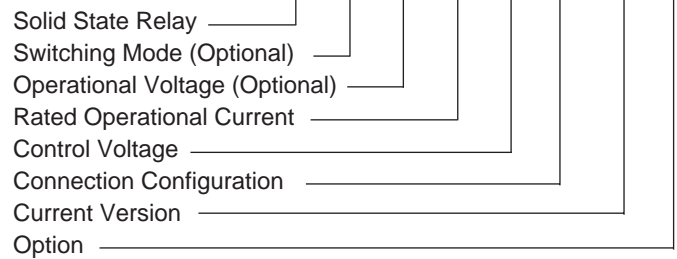 Solid State Relay
Switching Mode (Optional)
Operational Voltage (Optional)
Rated Operational Current
Control Voltage
Connection Configuration
Current Version
Option